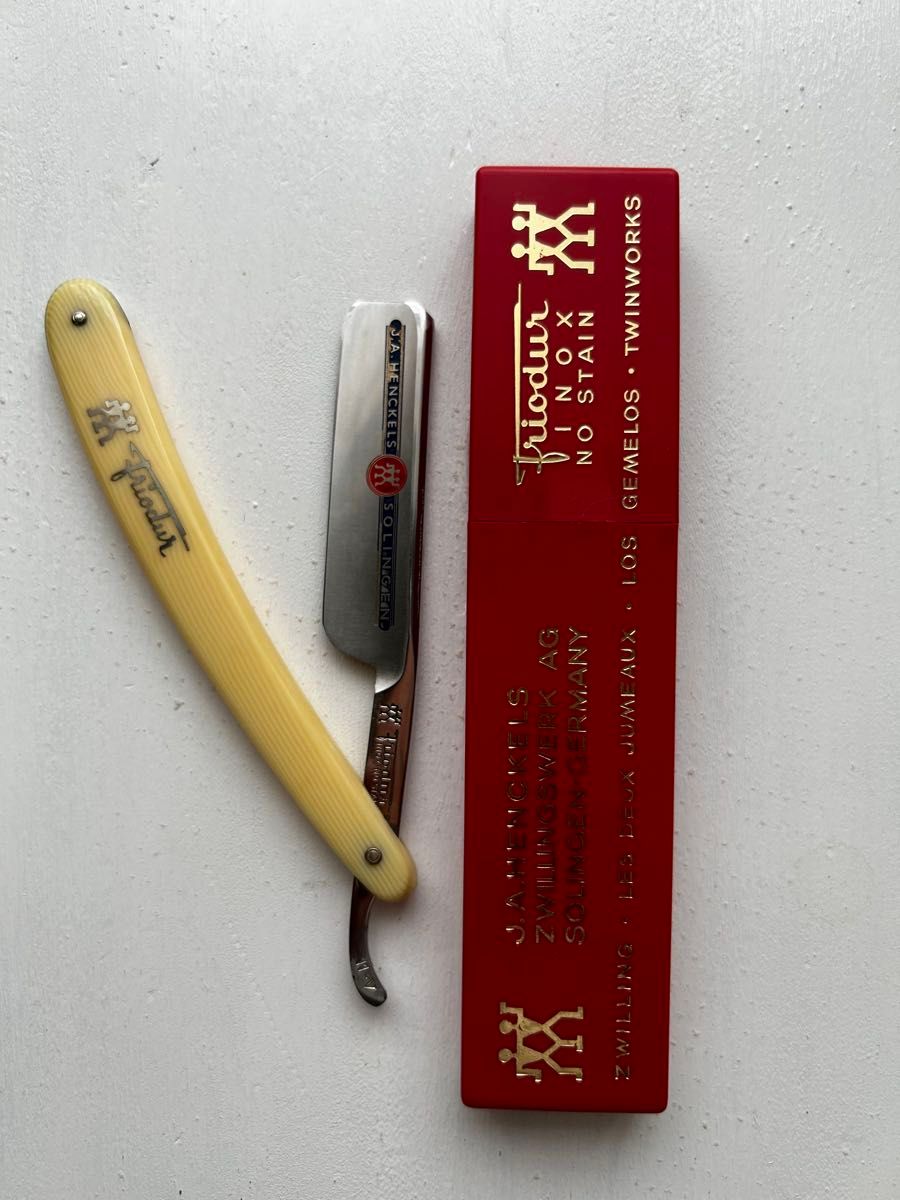 friodur
J.A.HENCKELS SOLINGEN
friodur
friodur
INOX
NO STAIN
J.A.HENCKELS
ZWILLINGSWERK AG
SOLINGEN-GERMANY
ZWILLING · LES DEUX JUMEAUX · LOS GEMELOS · TWINWORKS